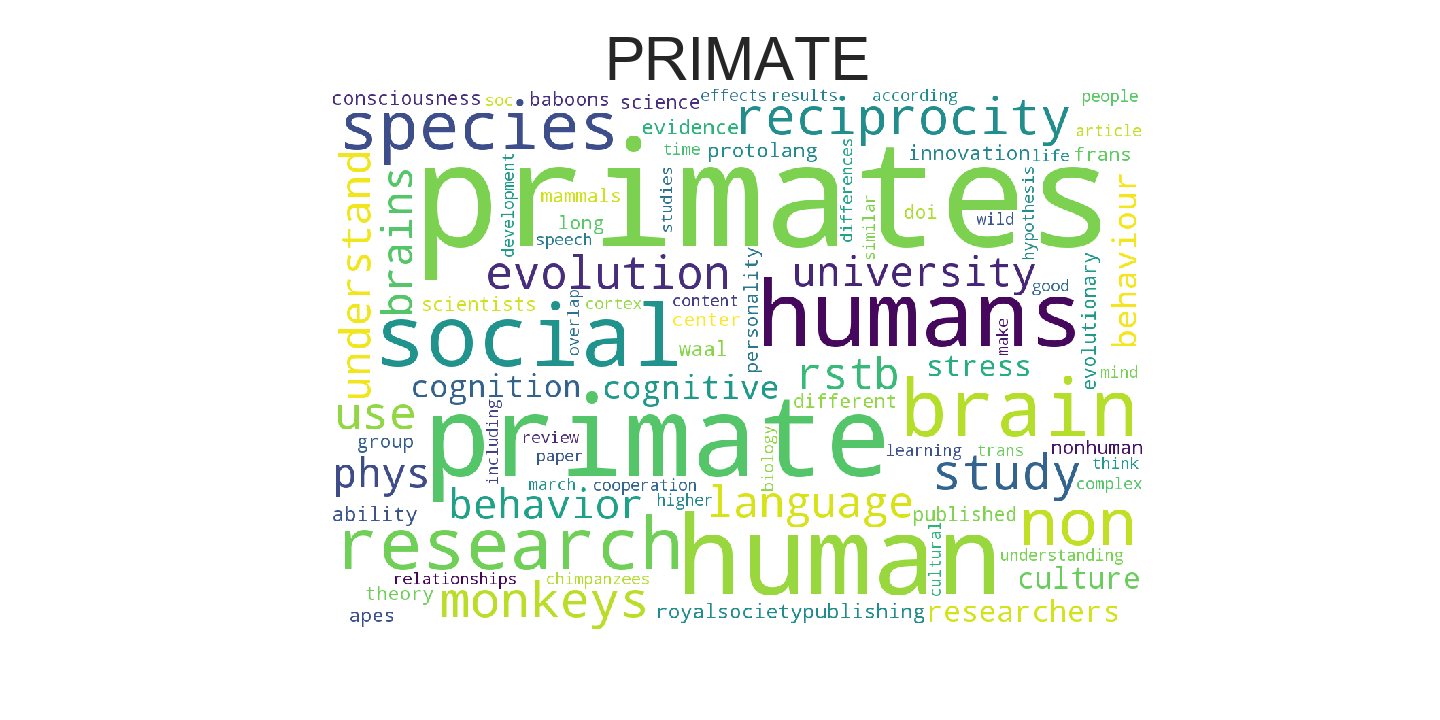 PRIMATE
consciousness
soc
baboons
science
effects
results
according
people
species
reciprocity
evidence
article
time
protolang
innovation
life
frans
understand
brains
primates
development
mammals
studies
differences
similar
doi
wild
hypothesis
behaviour
long
speech
evolution
personality
university
evolutionary
scientists
overlap
cortex
content
center
humans
good
social
waal
make
cognition
cognitive
rstb
stress
mind
use
primate
different
brain
group
including
review
paper
biology
learning
trans
nonhuman
phys
study
think
march
cooperation
complex
behavior
higher
language
published
non
ability
research
human
cultural
understanding
relationships
chimpanzees
culture
theory
monkeys
apes
royalsocietypublishing
researchers